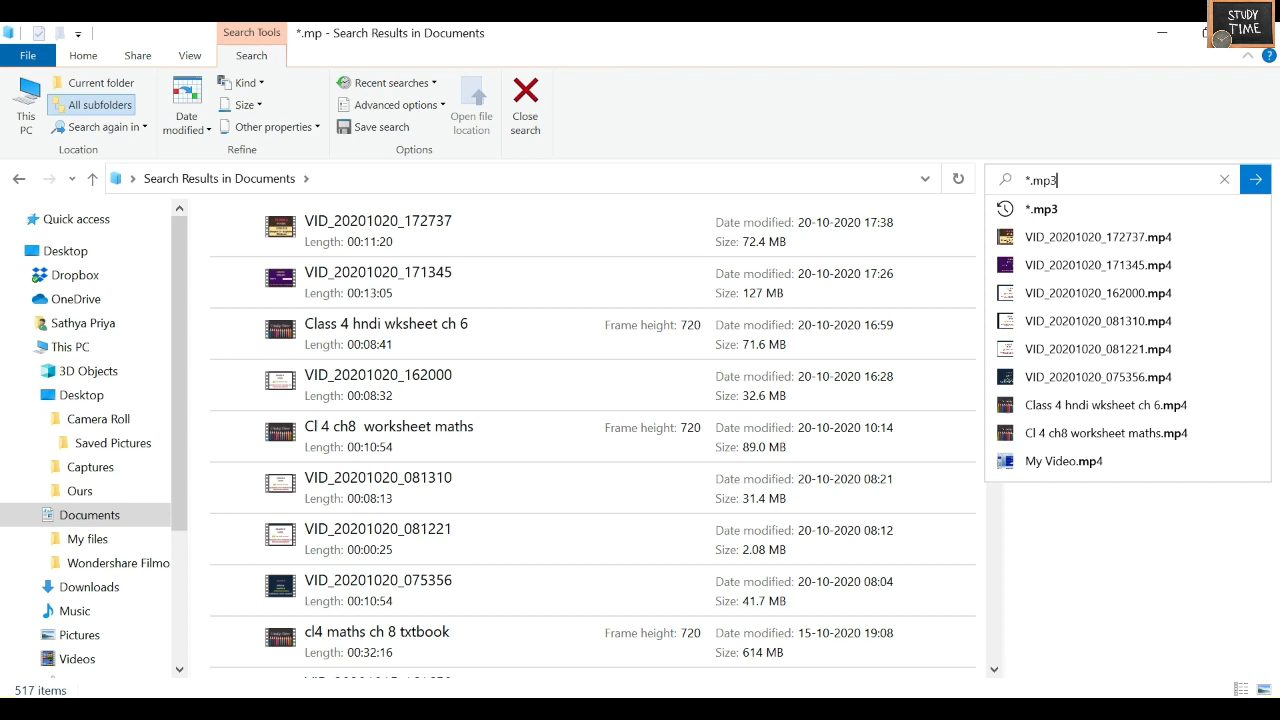 STUDY
TIME
Search Tools
*.mp - Search Results in Documents
File
Home
Share
View
Search
This
PC
Current folder
All subfolders
Search again in
Location
Date
modified
Kind
Size
Other properties
Refine
Recent searches
Advanced options
Save search
Options
Open file
location
Close
search
Search Results in Documents
*.mp3
*.mp3
VID_20201020_172737.mp4
VID_20201020_171345.mp4
VID_20201020_162000.mp4
VID_20201020_081310.mp4
VID_20201020_081221.mp4
VID_20201020_075356.mp4
Class 4 hndi wksheet ch 6.mp4
Cl 4 ch8 worksheet maths.mp4
My Video.mp4
Quick access
Desktop
Dropbox
OneDrive
Sathya Priya
This PC
3D Objects
Desktop
Camera Roll
Saved Pictures
Captures
Ours
Documents
My files
Wondershare Filmo
Downloads
Music
Pictures
Videos
VID_20201020_172737
Length: 00:11:20
Date modified: 20-10-2020 17:38
Size: 72.4 MB
VID_20201020_171345
Length: 00:13:05
Date modified: 20-10-2020 17:26
Size: 127 MB
Class 4 hndi wksheet ch 6
Length: 00:08:41
Frame height: 720
Date modified: 20-10-2020 16:59
Size: 71.6 MB
VID_20201020_162000
Length: 00:08:32
Date modified: 20-10-2020 16:28
Size: 32.6 MB
Cl 4 ch8 worksheet maths
Length: 00:10:54
Frame height: 720
Date modified: 20-10-2020 10:14
Size: 89.0 MB
VID_20201020_081310
Length: 00:08:13
Date modified: 20-10-2020 08:21
Size: 31.4 MB
VID_20201020_081221
Length: 00:00:25
Date modified: 20-10-2020 08:12
Size: 2.08 MB
VID_20201020_075356
Length: 00:10:54
Date modified: 20-10-2020 08:04
Size: 41.7 MB
cl4 maths ch 8 txtbook
Length: 00:32:16
Frame height: 720
Date modified: 15-10-2020 19:08
Size: 614 MB
517 items